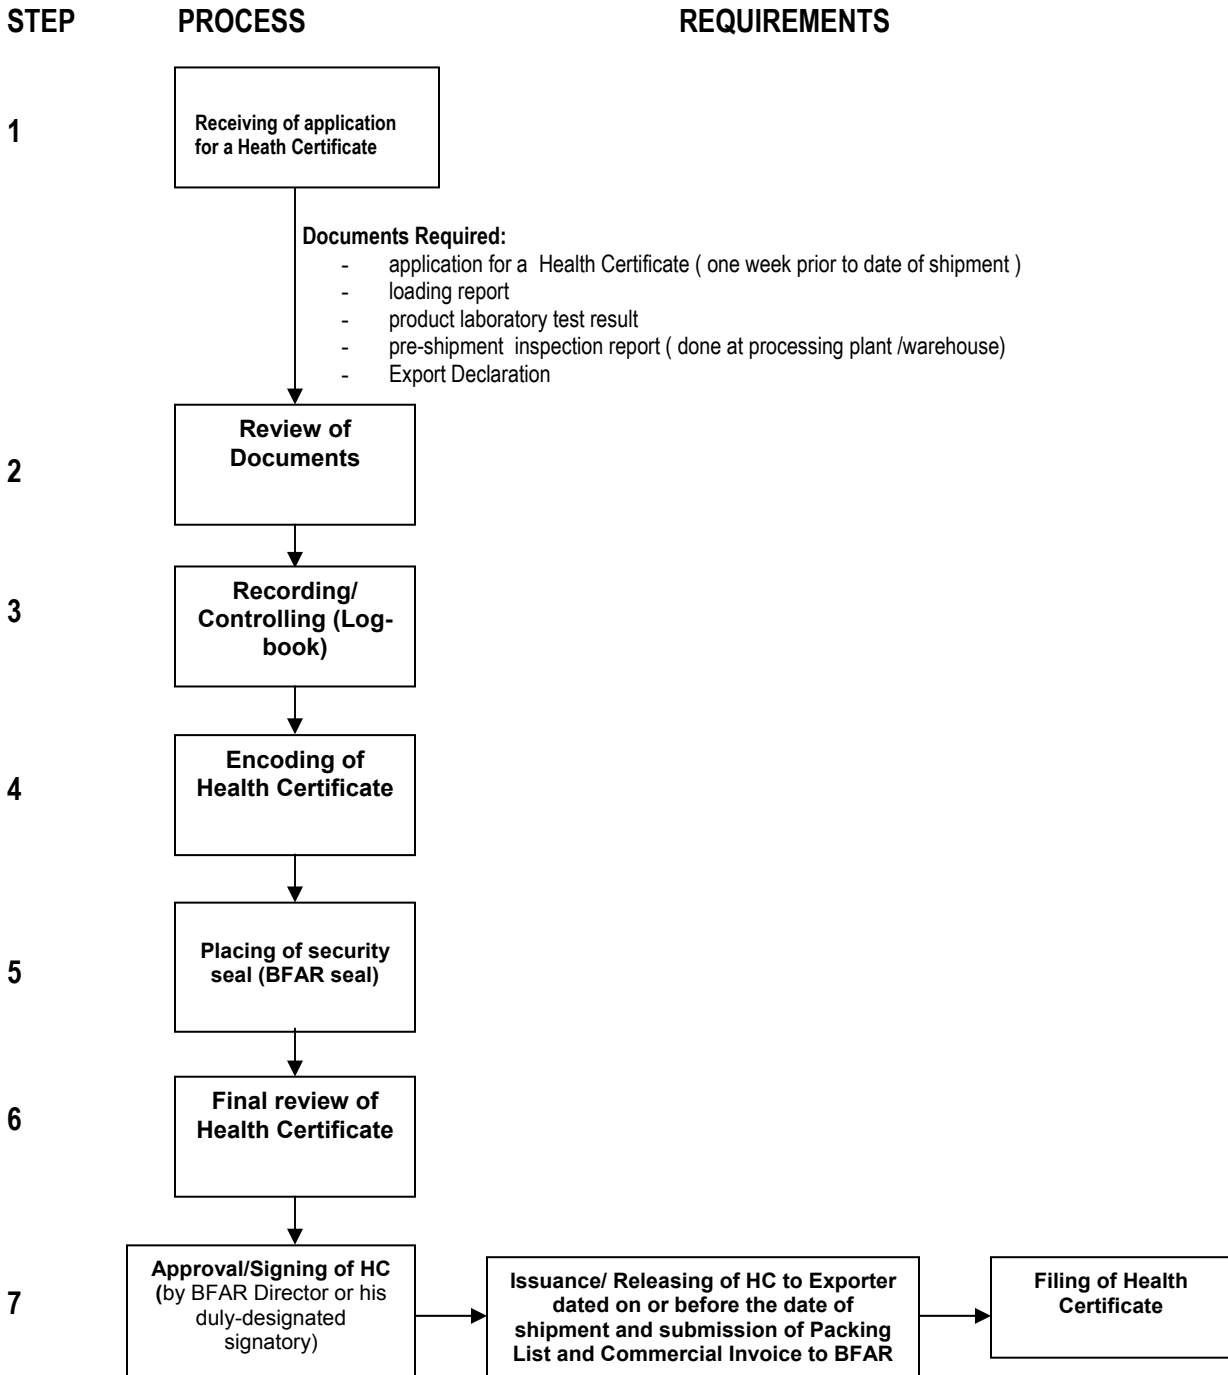 STEP PROCESS REQUIREMENTS
1
Receiving of application
for a Heath Certificate
Documents Required:
- application for a Health Certificate ( one week prior to date of shipment )
- loading report
- product laboratory test result
- pre-shipment inspection report ( done at processing plant /warehouse)
- Export Declaration
2
Review of
Documents
3
Recording/
Controlling (Log-
book)
4
Encoding of
Health Certificate
5
Placing of security
seal (BFAR seal)
6
Final review of
Health Certificate
7
Approval/Signing of HC
(by BFAR Director or his
duly-designated
signatory)
Issuance/ Releasing of HC to Exporter
dated on or before the date of
shipment and submission of Packing
List and Commercial Invoice to BFAR
Filing of Health
Certificate